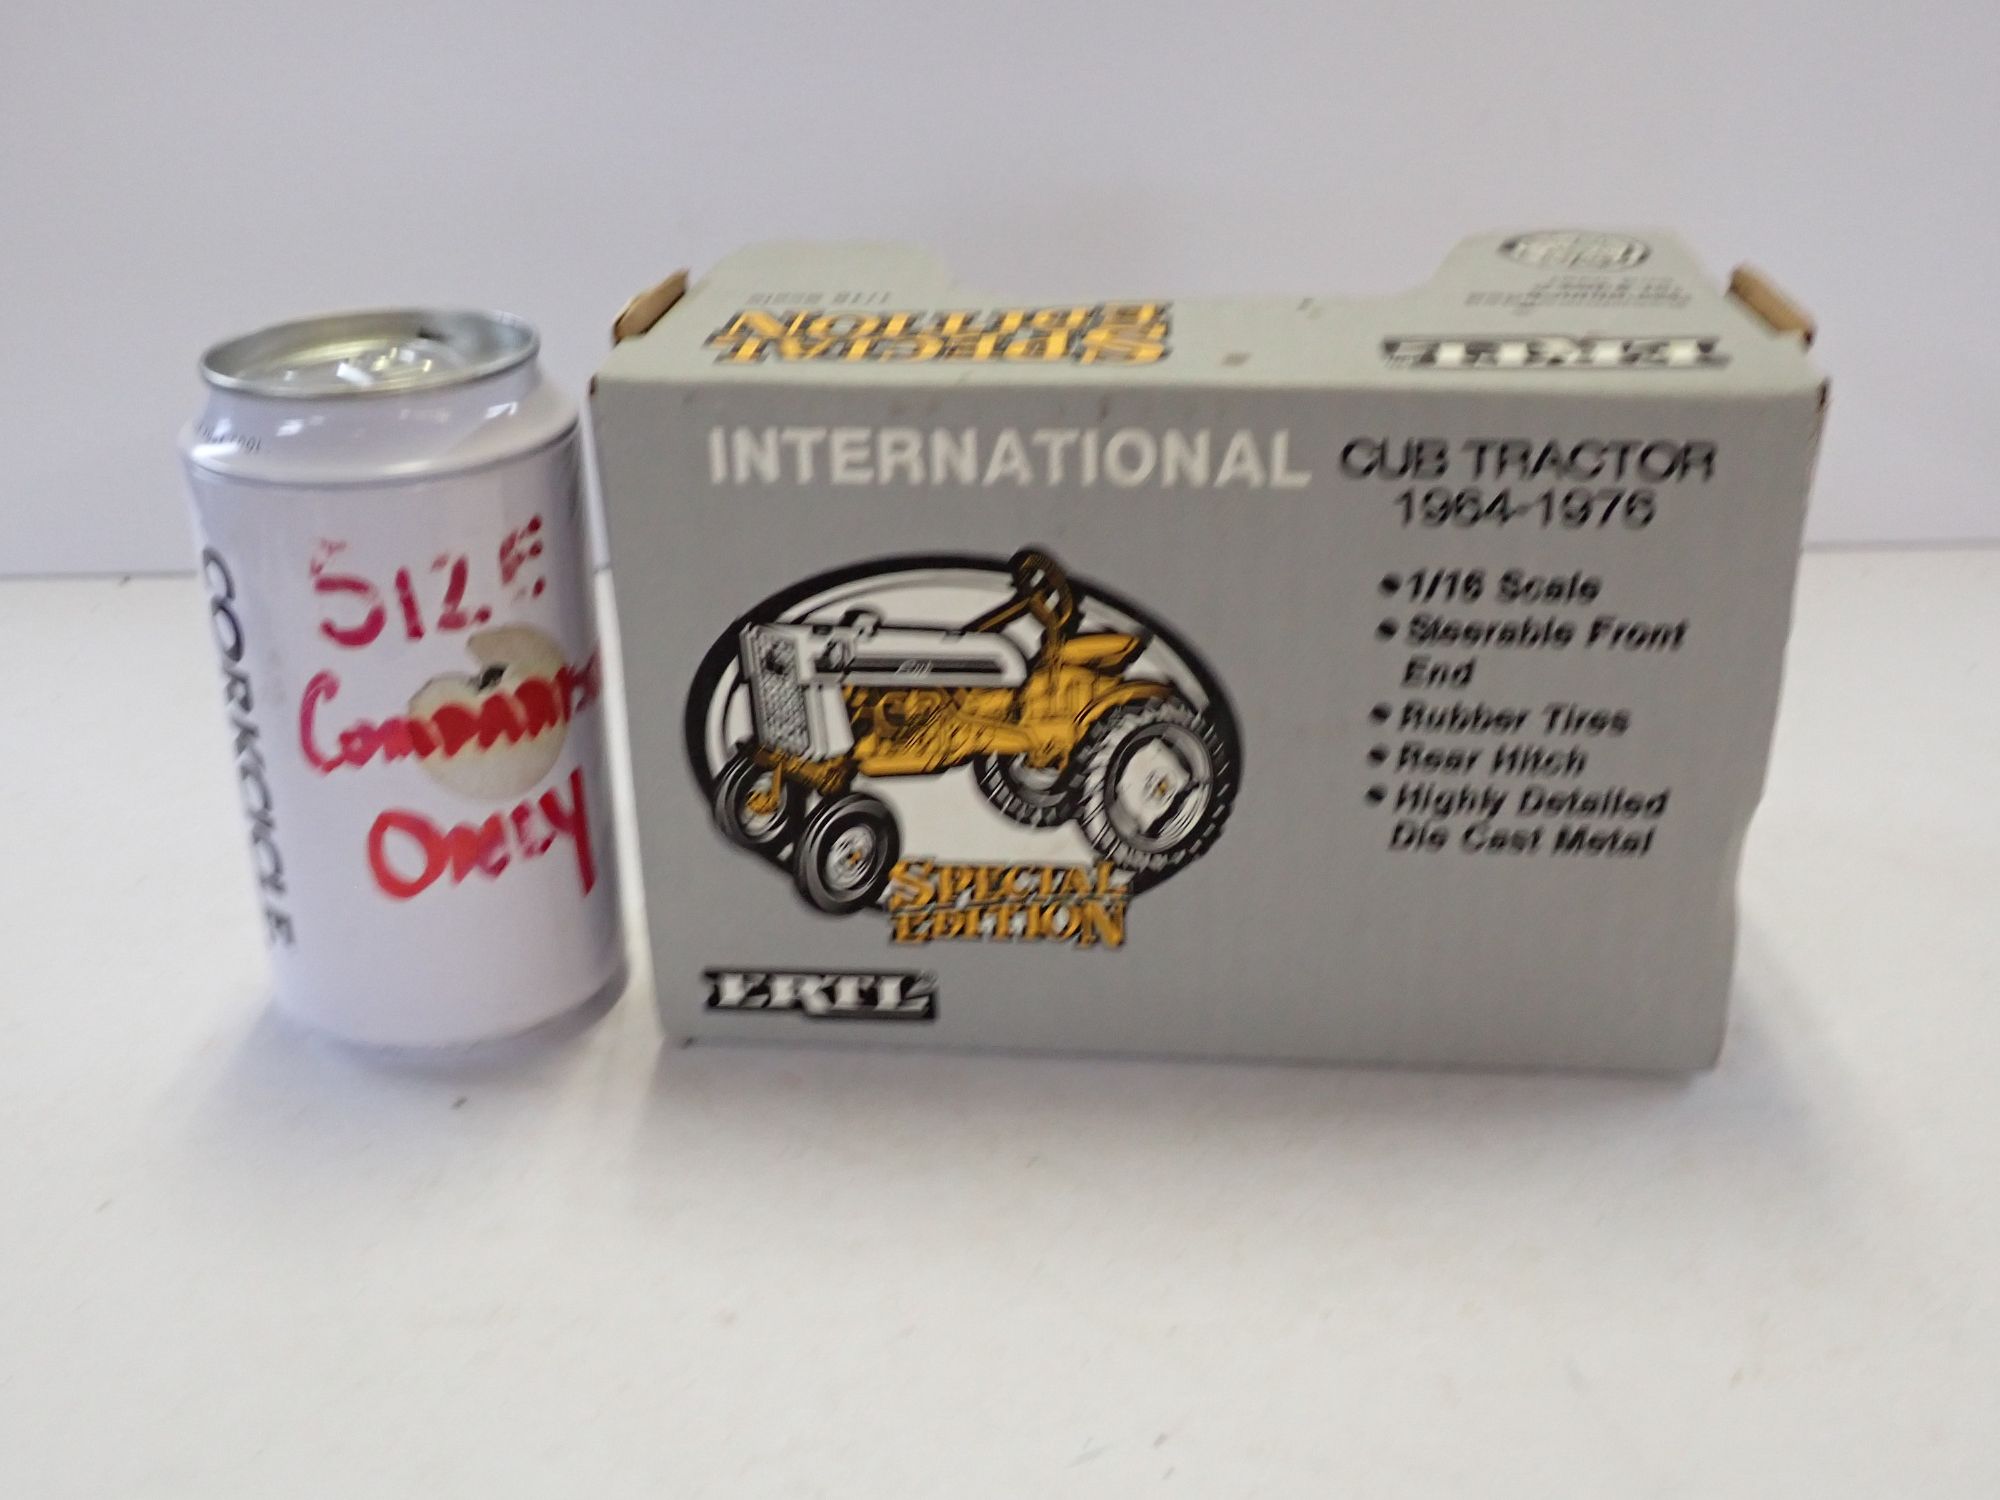 CORKCICLE
SIZE
Comparison
Only
SPECIAL
EDITION
ERTL
INTERNATIONAL
CUB TRACTOR
1964-1976
•1/16 Scale
•Steerable Front
End
•Rubber Tires
•Rear Hitch
•Highly Detailed
Die Cast Metal
SPECIAL
EDITION
ERTL